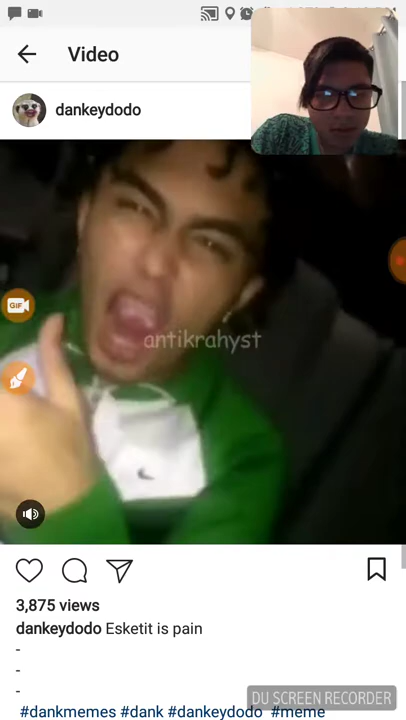 Video
dankeydodo
antikrahyst
GIF
3,875 views
dankeydodo Esketit is pain
-
-
-
#dankmemes #dank #dankeydodo #meme
DU SCREEN RECORDER